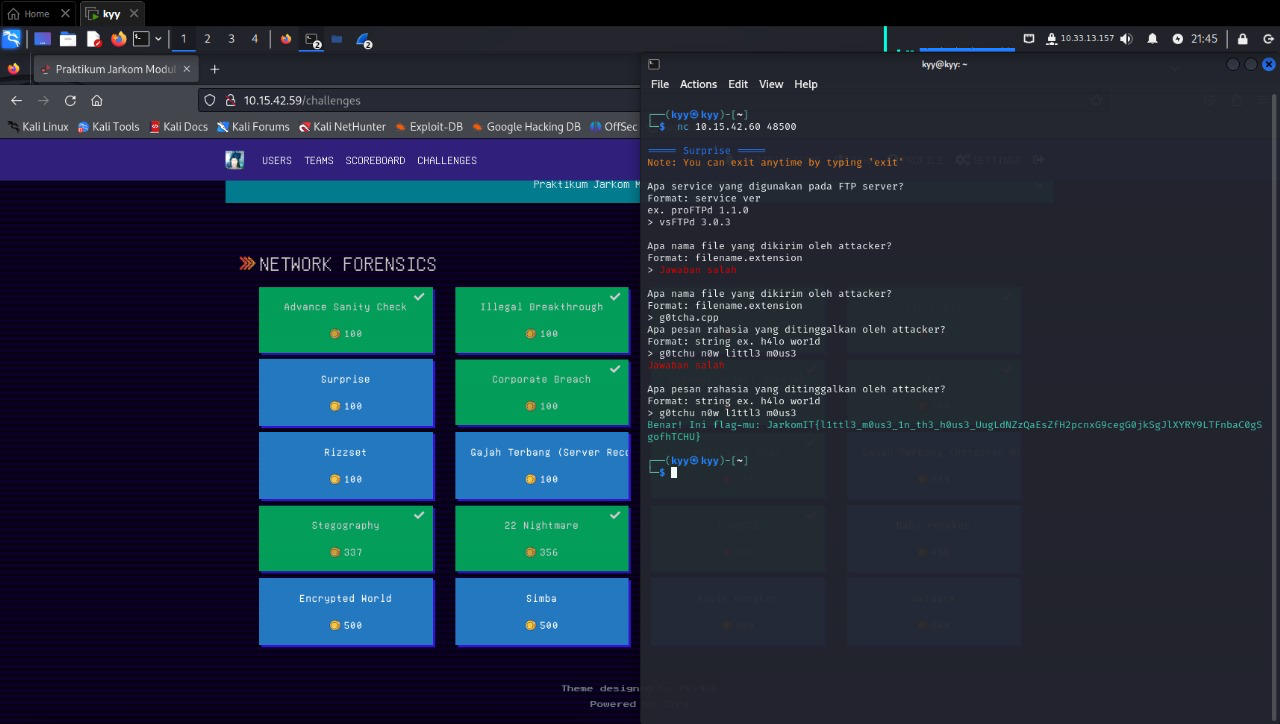 Home
kyy
1 2 3 4
10.33.13.157
21:45
Praktikum Jarkom Modul
10.15.42.59/challenges
Kali Linux Kali Tools Kali Docs Kali Forums Kali NetHunter Exploit-DB Google Hacking DB OffSec
USERS TEAMS SCOREBOARD CHALLENGES
Praktikum Jarkom M
NETWORK FORENSICS
Advance Sanity Check
100
Illegal Breakthrough
100
Surprise
100
Corporate Breach
100
Rizzset
100
Gajah Terbang (Server Reco
100
Stegography
337
22 Nightmare
356
Encrypted World
500
Simba
500
Theme designed
Powered
kyy@kyy: ~
File Actions Edit View Help
┌──(kyy㉿kyy)-[~]
└─$ nc 10.15.42.60 48500
═════ Surprise ═════
Note: You can exit anytime by typing 'exit'
Apa service yang digunakan pada FTP server?
Format: service ver
ex. proFTPd 1.1.0
> vsFTPd 3.0.3
Apa nama file yang dikirim oleh attacker?
Format: filename.extension
> Jawaban salah
Apa nama file yang dikirim oleh attacker?
Format: filename.extension
> g0tcha.cpp
Apa pesan rahasia yang ditinggalkan oleh attacker?
Format: string ex. h4lo wor1d
> g0tchu n0w litt​l3 m0us3
Jawaban salah
Apa pesan rahasia yang ditinggalkan oleh attacker?
Format: string ex. h4lo wor1d
> g0tchu n0w l1ttl3 m0us3
Benar! Ini flag-mu: JarkomIT{l1ttl3_m0us3_1n_th3_h0us3_UugLdNZzQaEsZfH2pcnxG9cegG0jkSgJlXYRY9LTFnbaC0gS
gofhTCHU}
┌──(kyy㉿kyy)-[~]
└─$